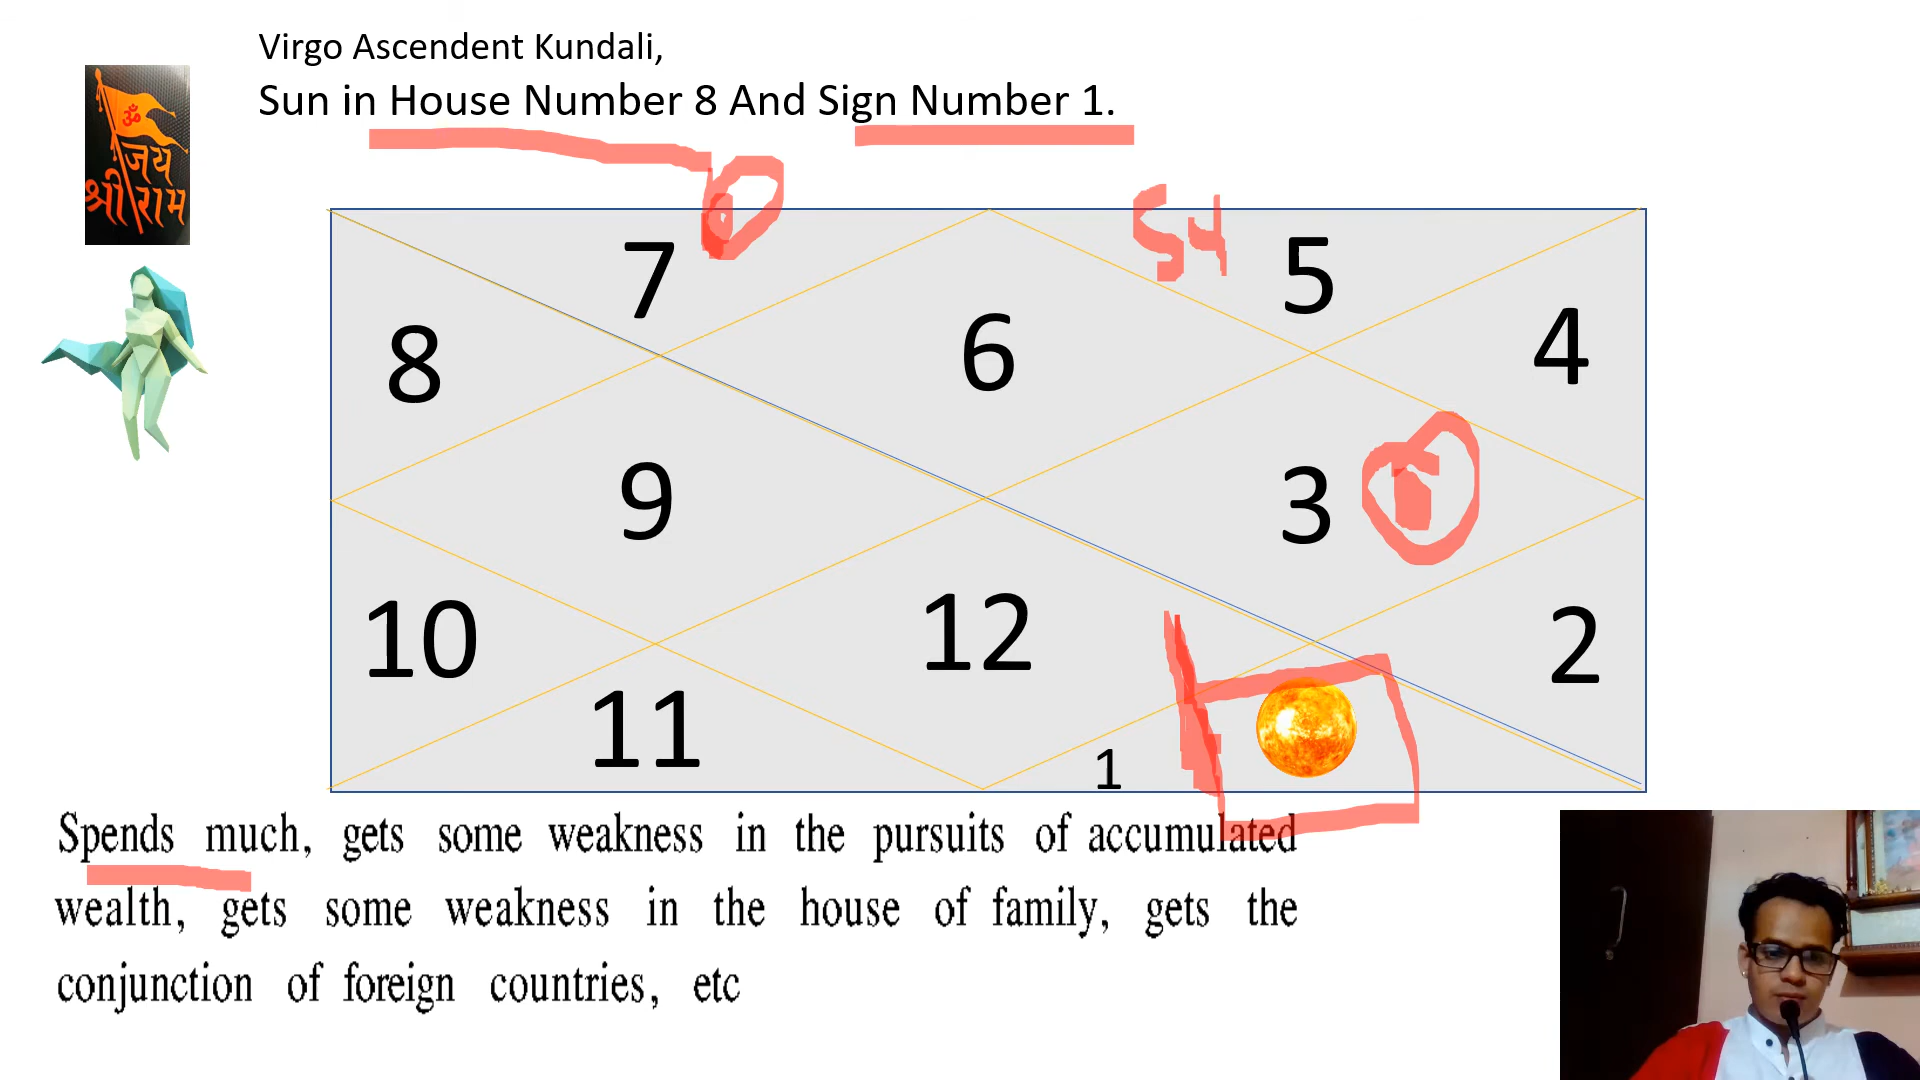 Virgo Ascendent Kundali,
Sun in House Number 8 And Sign Number 1.
ॐ
जय
श्री राम
54
7
5
8
6
4
9
3
10
12
2
11
1
Spends much, gets some weakness in the pursuits of accumulated
wealth, gets some weakness in the house of family, gets the
conjunction of foreign countries, etc